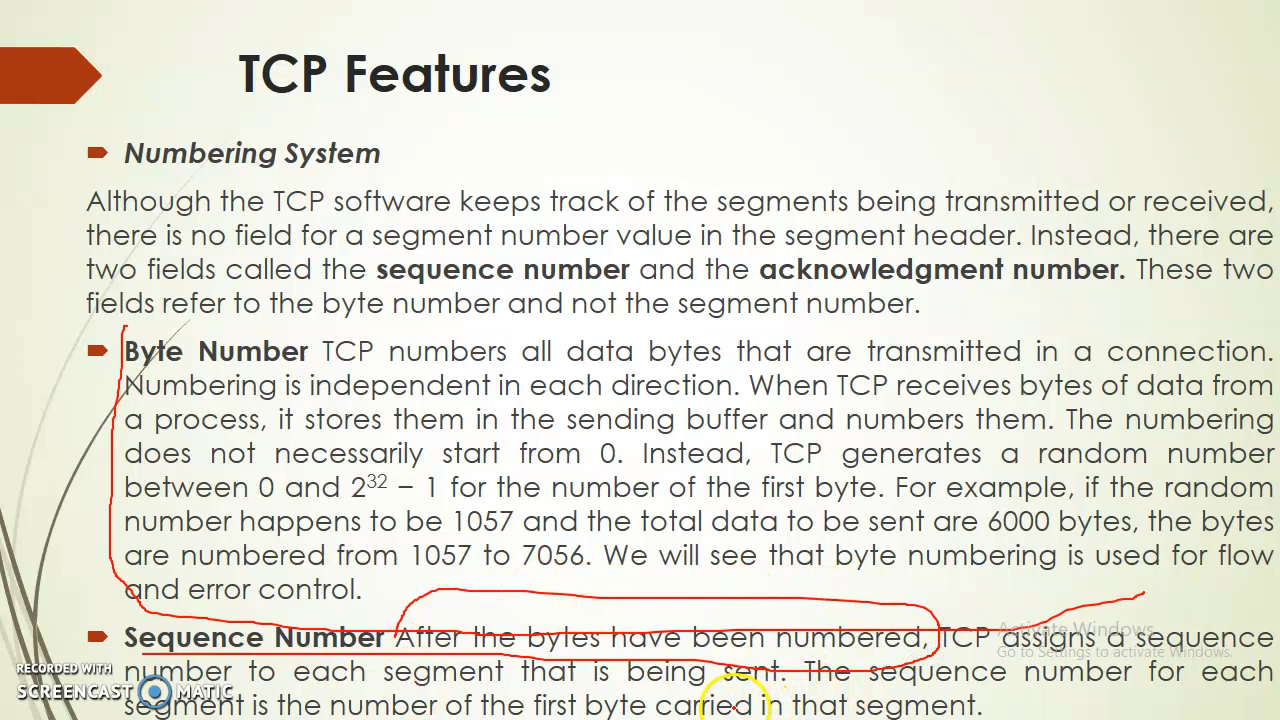 TCP Features
Numbering System
Although the TCP software keeps track of the segments being transmitted or received,
there is no field for a segment number value in the segment header. Instead, there are
two fields called the sequence number and the acknowledgment number. These two
fields refer to the byte number and not the segment number.
Byte Number TCP numbers all data bytes that are transmitted in a connection.
Numbering is independent in each direction. When TCP receives bytes of data from
a process, it stores them in the sending buffer and numbers them. The numbering
does not necessarily start from 0. Instead, TCP generates a random number
between 0 and 2³² – 1 for the number of the first byte. For example, if the random
number happens to be 1057 and the total data to be sent are 6000 bytes, the bytes
are numbered from 1057 to 7056. We will see that byte numbering is used for flow
and error control.
Sequence Number After the bytes have been numbered, TCP assigns a sequence
number to each segment that is being sent. The sequence number for each
segment is the number of the first byte carried in that segment.
Activate Windows
Go to Settings to activate Windows.
RECORDED WITH
SCREENCAST MATIC